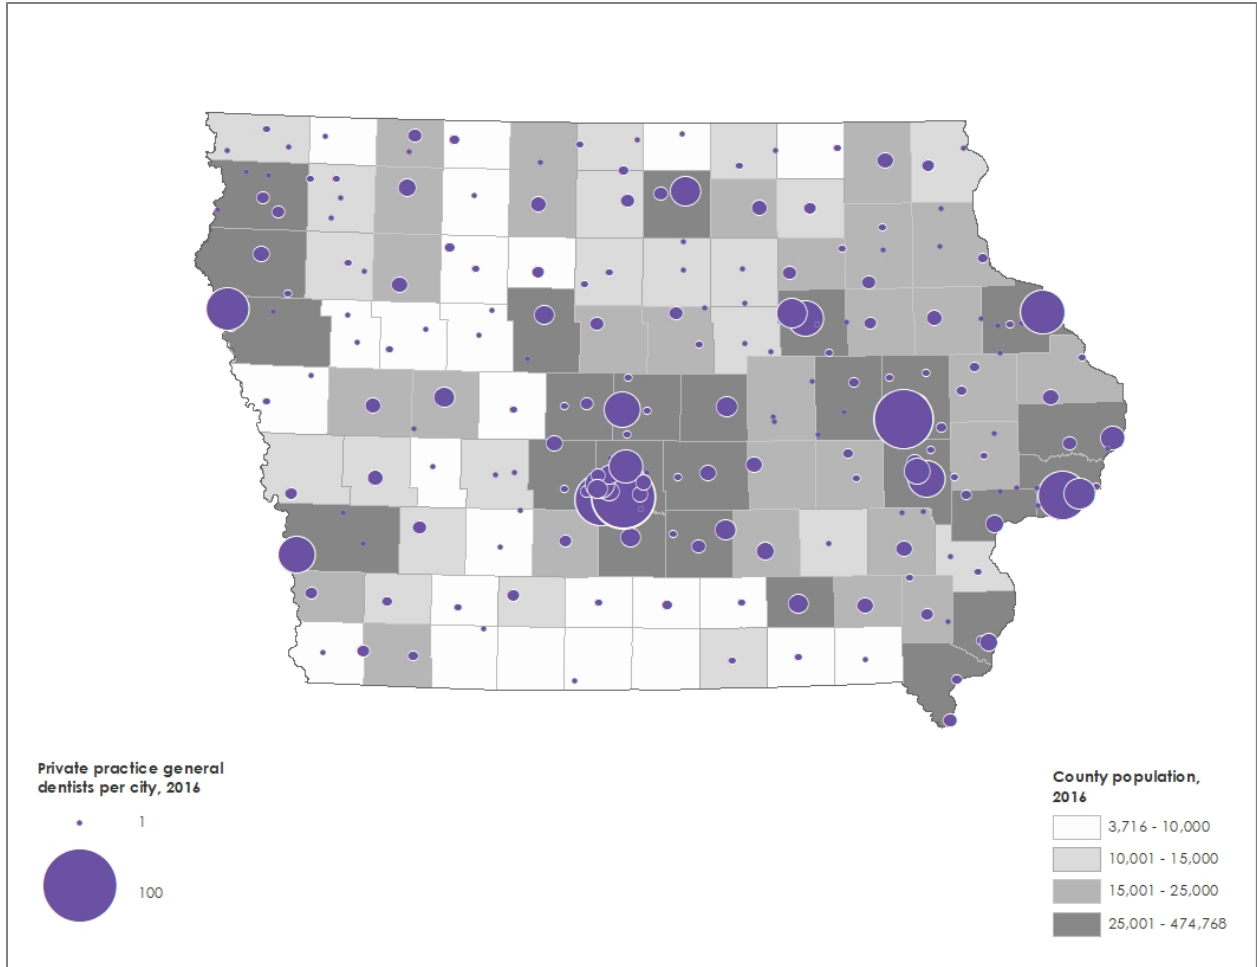 Private practice general
dentists per city, 2016
1
100
County population,
2016
3,716 - 10,000
10,001 - 15,000
15,001 - 25,000
25,001 - 474,768